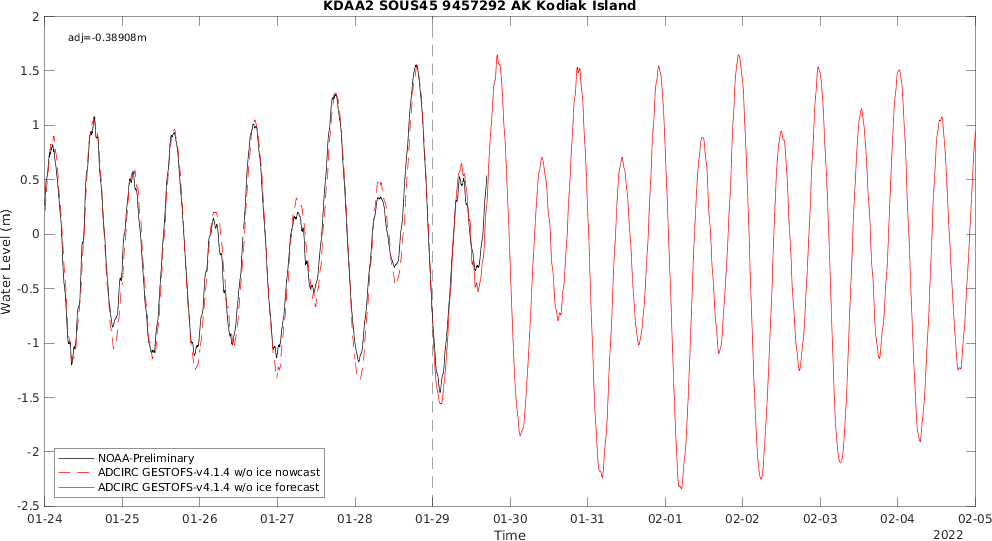 KDAA2 SOUS45 9457292 AK Kodiak Island
adj=-0.38908m
2
1.5
1
0.5
0
-0.5
-1
-1.5
-2
-2.5
Water Level (m)
NOAA-Preliminary
ADCIRC GESTOFS-v4.1.4 w/o ice nowcast
ADCIRC GESTOFS-v4.1.4 w/o ice forecast
01-24 01-25 01-26 01-27 01-28 01-29 01-30 01-31 02-01 02-02 02-03 02-04 02-05
Time
2022